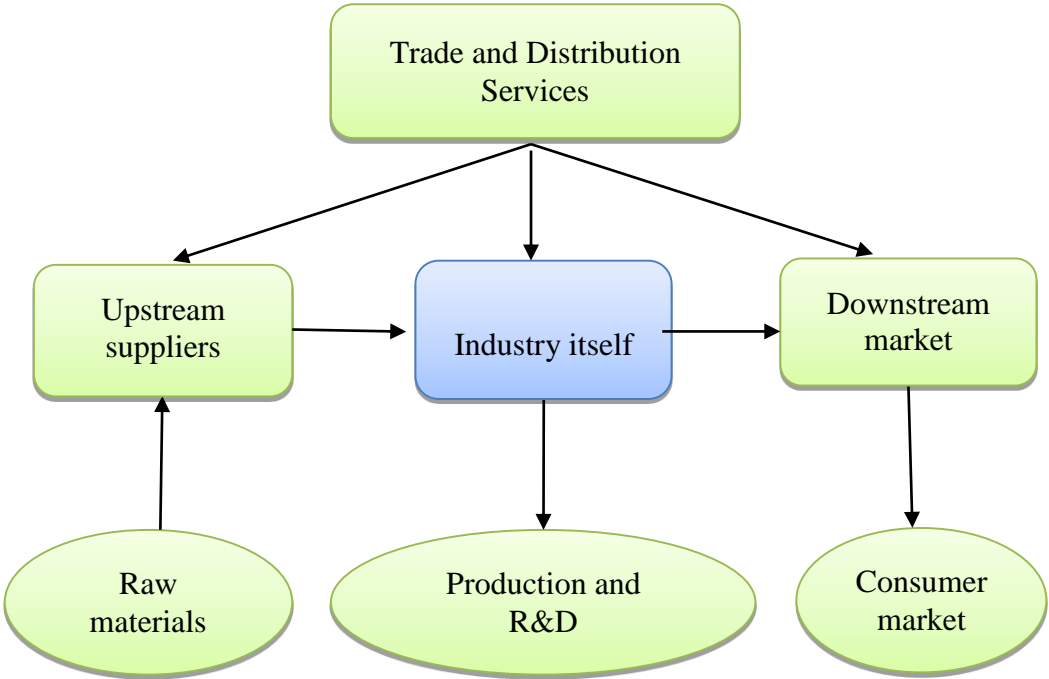 Trade and Distribution
Services
Upstream
suppliers
Industry itself
Downstream
market
Raw
materials
Production and
R&D
Consumer
market